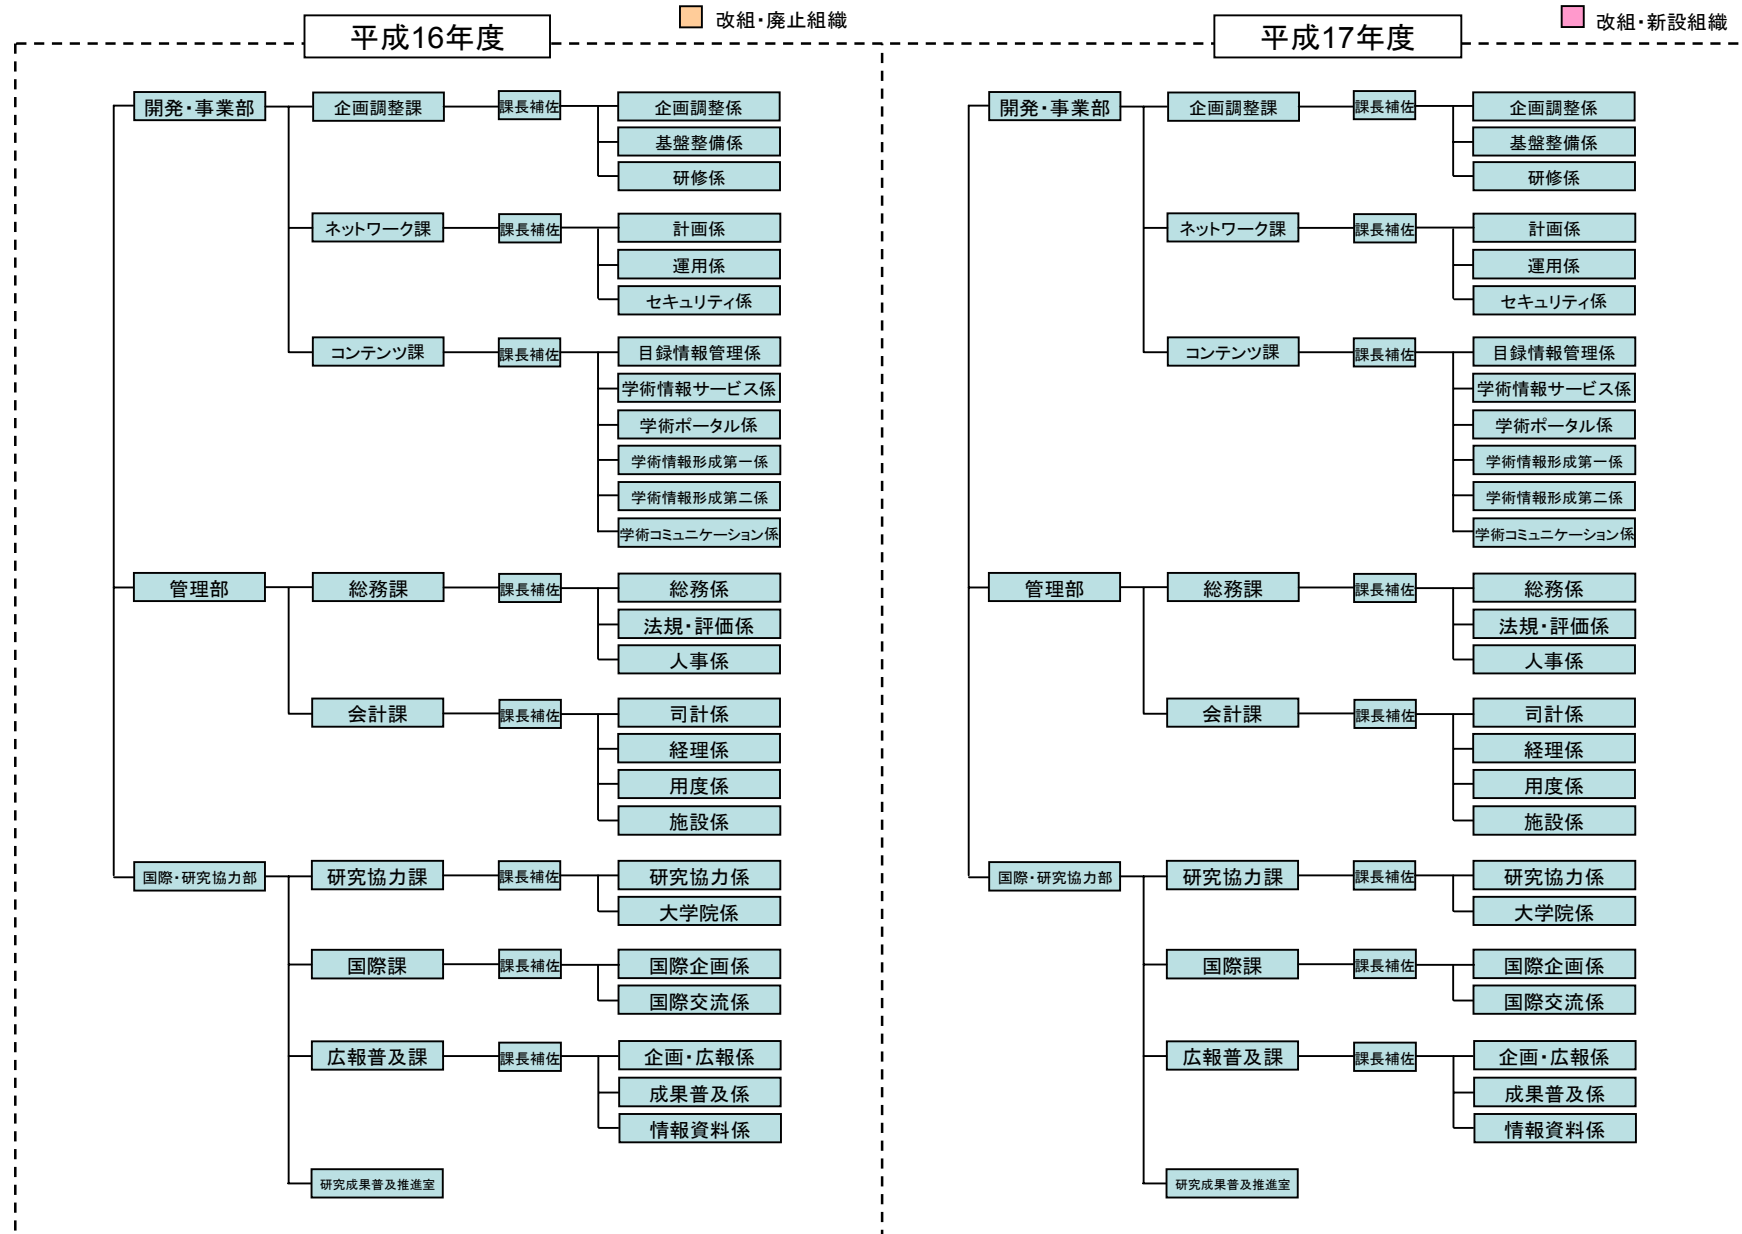 平成16年度
改組・廃止組織
開発・事業部
企画調整課
課長補佐
企画調整係
基盤整備係
研修係
ネットワーク課
課長補佐
計画係
運用係
セキュリティ係
コンテンツ課
課長補佐
目録情報管理係
学術情報サービス係
学術ポータル係
学術情報形成第一係
学術情報形成第二係
学術コミュニケーション係
管理部
総務課
課長補佐
総務係
法規・評価係
人事係
会計課
課長補佐
司計係
経理係
用度係
施設係
国際・研究協力部
研究協力課
課長補佐
研究協力係
大学院係
国際課
課長補佐
国際企画係
国際交流係
広報普及課
課長補佐
企画・広報係
成果普及係
情報資料係
研究成果普及推進室
平成17年度
改組・新設組織
開発・事業部
企画調整課
課長補佐
企画調整係
基盤整備係
研修係
ネットワーク課
課長補佐
計画係
運用係
セキュリティ係
コンテンツ課
課長補佐
目録情報管理係
学術情報サービス係
学術ポータル係
学術情報形成第一係
学術情報形成第二係
学術コミュニケーション係
管理部
総務課
課長補佐
総務係
法規・評価係
人事係
会計課
課長補佐
司計係
経理係
用度係
施設係
国際・研究協力部
研究協力課
課長補佐
研究協力係
大学院係
国際課
課長補佐
国際企画係
国際交流係
広報普及課
課長補佐
企画・広報係
成果普及係
情報資料係
研究成果普及推進室